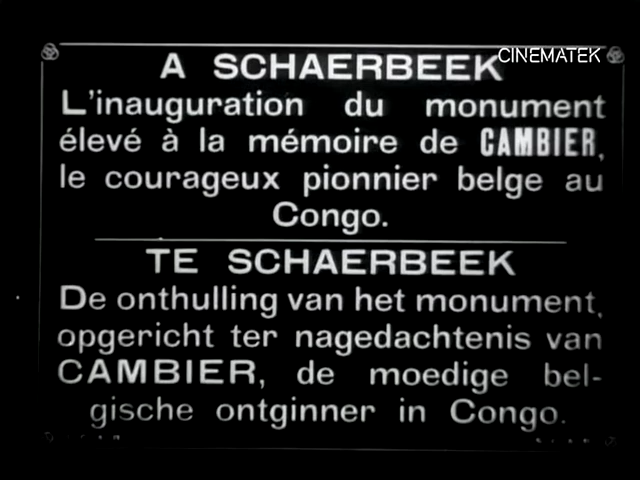 CINEMATEK
A SCHAERBEEK
L'inauguration du monument
élevé à la mémoire de CAMBIER,
le courageux pionnier belge au
Congo.
TE SCHAERBEEK
De onthulling van het monument,
opgericht ter nagedachtenis van
CAMBIER, de moedige bel-
gische ontginner in Congo.